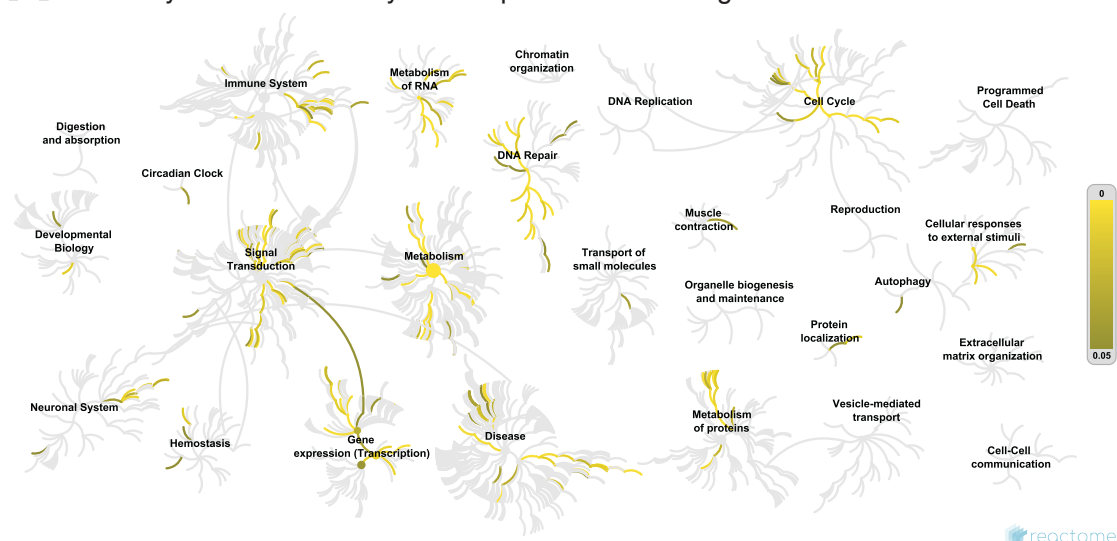 Chromatin
organization
Immune System
Metabolism
of RNA
DNA Replication
Cell Cycle
Programmed
Cell Death
Digestion
and absorption
DNA Repair
Circadian Clock
0
Developmental
Biology
Signal
Transduction
Metabolism
Transport of
small molecules
Muscle
contraction
Reproduction
Cellular responses
to external stimuli
Organelle biogenesis
and maintenance
Autophagy
Protein
localization
Extracellular
matrix organization
0.05
Neuronal System
Hemostasis
Gene
expression (Transcription)
Disease
Metabolism
of proteins
Vesicle-mediated
transport
Cell-Cell
communication
reactome